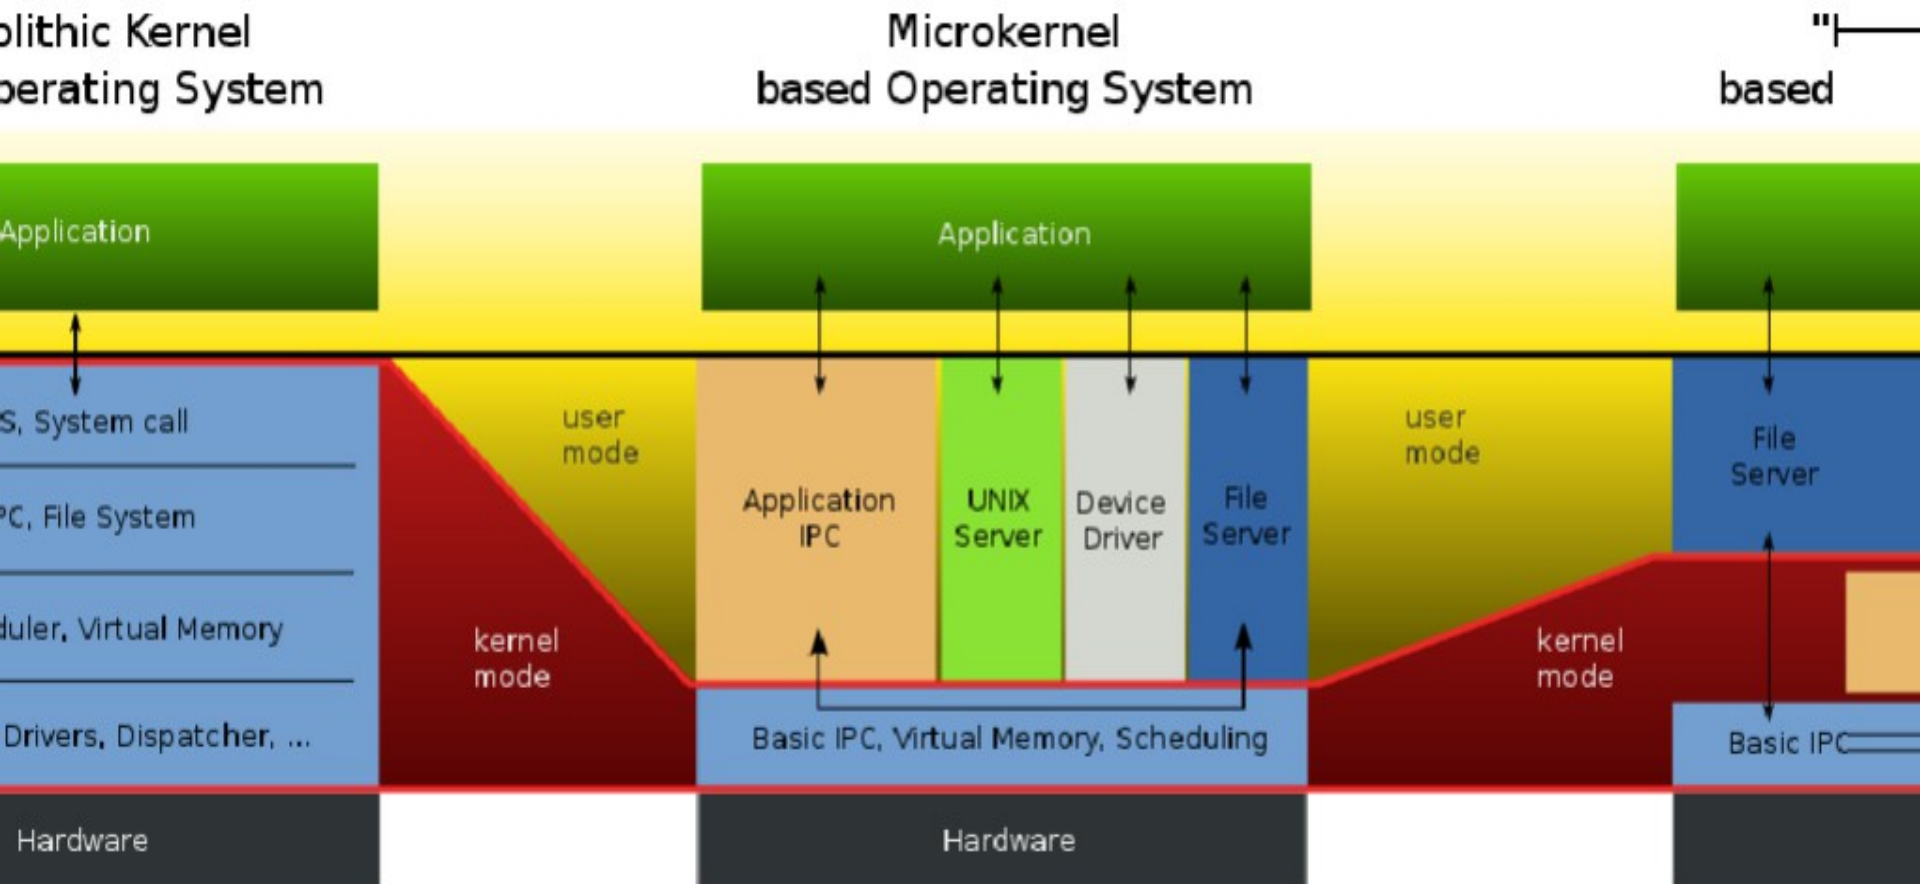 olithic Kernel
perating System
Application
S, System call
PC, File System
duler, Virtual Memory
Drivers, Dispatcher, ...
Hardware
user
mode
kernel
mode
Microkernel
based Operating System
Application
Application
IPC
UNIX
Server
Device
Driver
File
Server
Basic IPC, Virtual Memory, Scheduling
Hardware
user
mode
kernel
mode
"
based
File
Server
Basic IPC